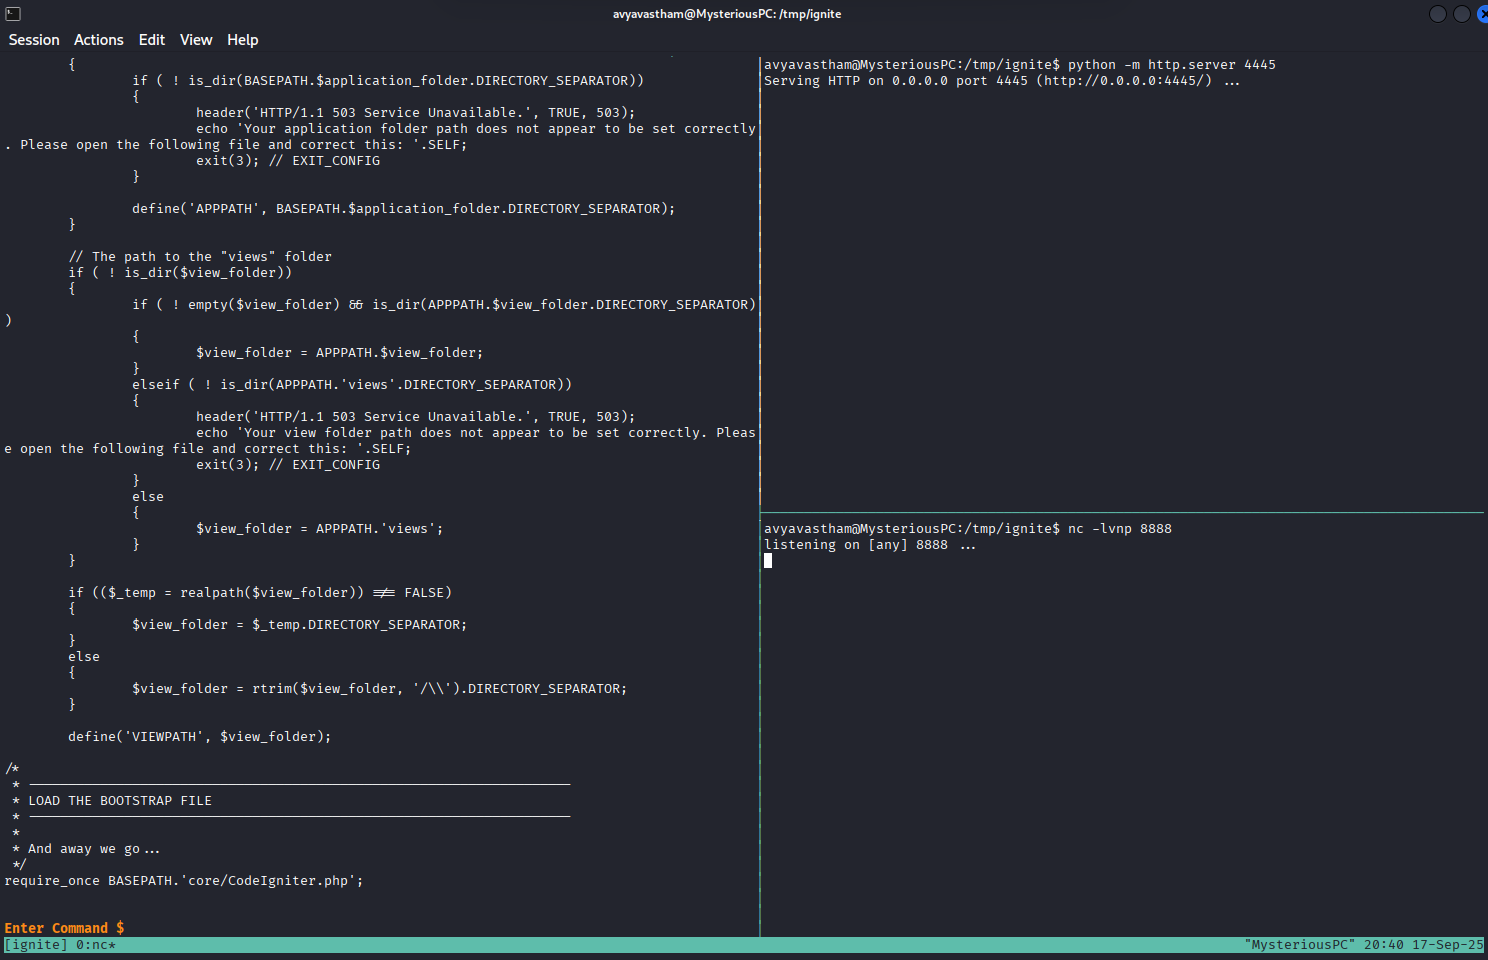 avyavastham@MysteriousPC: /tmp/ignite
Session Actions Edit View Help
{
if ( ! is_dir(BASEPATH.$application_folder.DIRECTORY_SEPARATOR))
{
header('HTTP/1.1 503 Service Unavailable.', TRUE, 503);
echo 'Your application folder path does not appear to be set correctly
. Please open the following file and correct this: '.SELF;
exit(3); // EXIT_CONFIG
}
define('APPPATH', BASEPATH.$application_folder.DIRECTORY_SEPARATOR);
}
// The path to the "views" folder
if ( ! is_dir($view_folder))
{
if ( ! empty($view_folder) && is_dir(APPPATH.$view_folder.DIRECTORY_SEPARATOR)
)
{
$view_folder = APPPATH.$view_folder;
}
elseif ( ! is_dir(APPPATH.'views'.DIRECTORY_SEPARATOR))
{
header('HTTP/1.1 503 Service Unavailable.', TRUE, 503);
echo 'Your view folder path does not appear to be set correctly. Pleas
e open the following file and correct this: '.SELF;
exit(3); // EXIT_CONFIG
}
else
{
$view_folder = APPPATH.'views';
}
}
if (($_temp = realpath($view_folder)) !== FALSE)
{
$view_folder = $_temp.DIRECTORY_SEPARATOR;
}
else
{
$view_folder = rtrim($view_folder, '/\\').DIRECTORY_SEPARATOR;
}
define('VIEWPATH', $view_folder);
/*
* --------------------------------------------------------------------
* LOAD THE BOOTSTRAP FILE
* --------------------------------------------------------------------
*
* And away we go...
*/
require_once BASEPATH.'core/CodeIgniter.php';
Enter Command $
avyavastham@MysteriousPC:/tmp/ignite$ python -m http.server 4445
Serving HTTP on 0.0.0.0 port 4445 (http://0.0.0.0:4445/) ...
avyavastham@MysteriousPC:/tmp/ignite$ nc -lvnp 8888
listening on [any] 8888 ...
[ignite] 0:nc* "MysteriousPC" 20:40 17-Sep-25